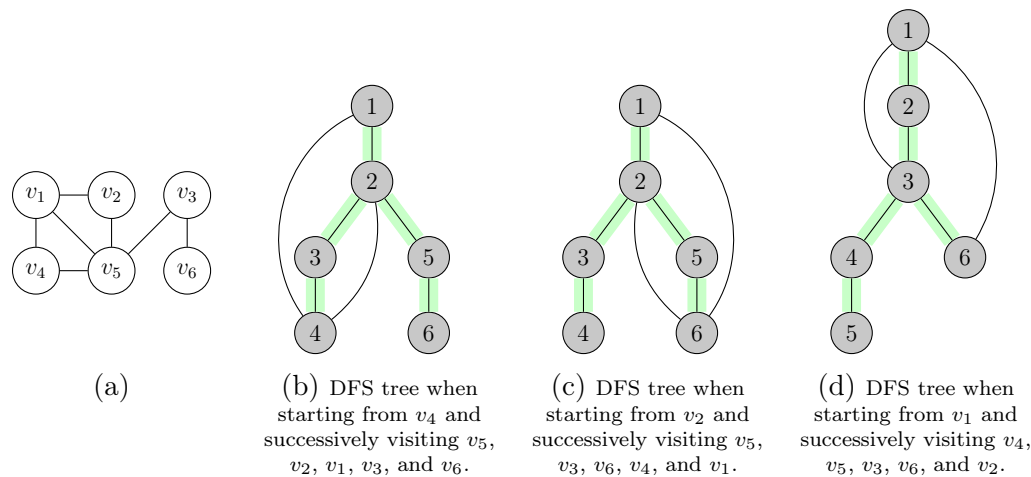 v1 v2 v3
v4 v5 v6
(a)
1
2
3 5
4 6
(b) DFS tree when
starting from v4 and
successively visiting v5,
v2, v1, v3, and v6.
1
2
3 5
4 6
(c) DFS tree when
starting from v2 and
successively visiting v5,
v3, v6, v4, and v1.
1
2
3
4 6
5
(d) DFS tree when
starting from v1 and
successively visiting v4,
v5, v3, v6, and v2.